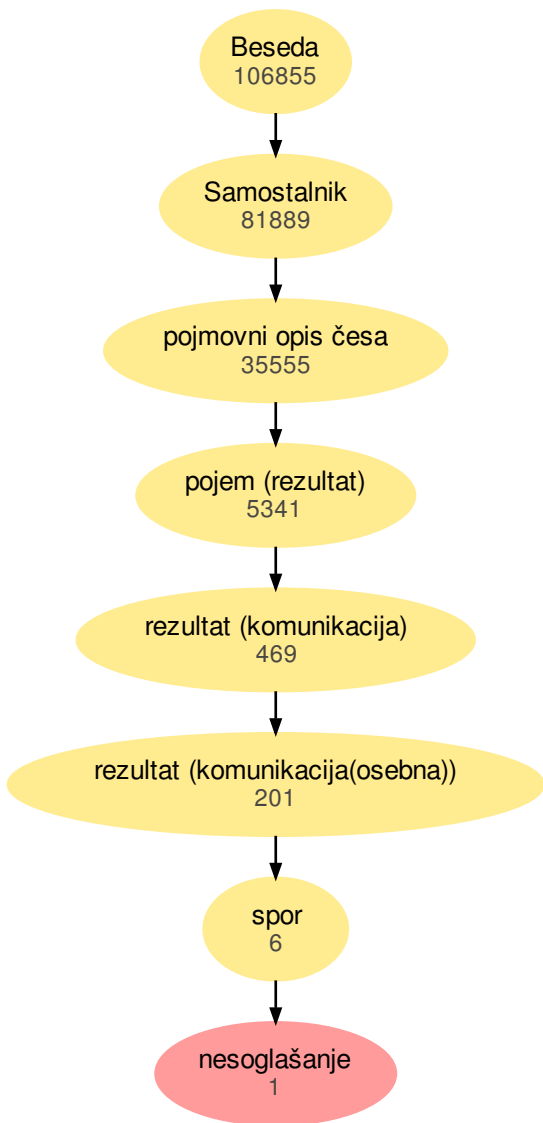 Beseda
106855
Samostalnik
81889
pojmovni opis česa
35555
pojem (rezultat)
5341
rezultat (komunikacija)
469
rezultat (komunikacija(osebna))
201
spor
6
nesoglašanje
1